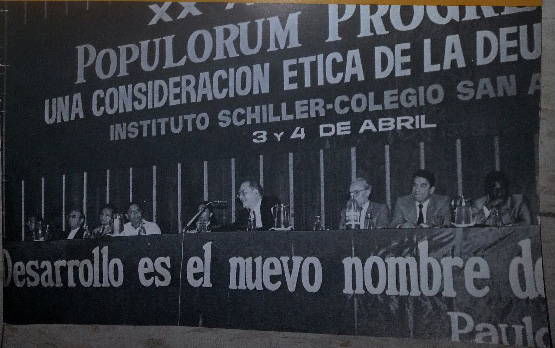 XX A
POPULORUM PROGRE
UNA CONSIDERACION ETICA DE LA DEU
INSTITUTO SCHILLER-COLEGIO SAN A
3 Y 4 DE ABRIL
Desarrollo es el nuevo nombre de
Paulo